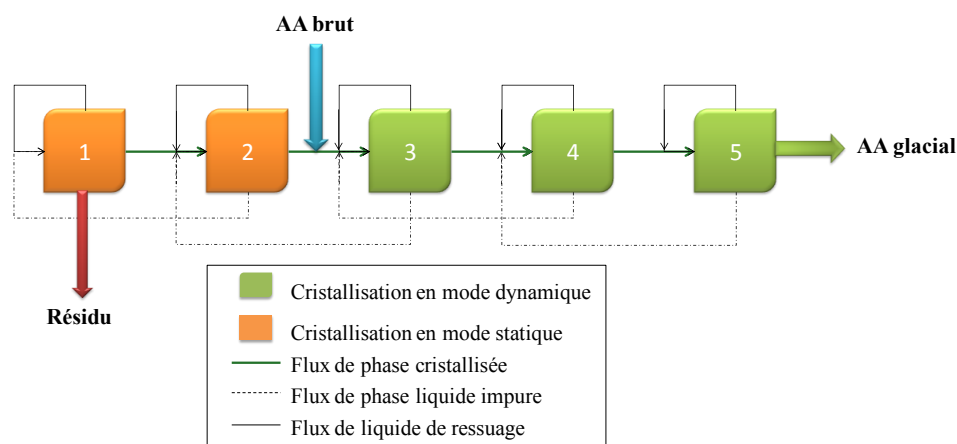 AA brut
1
2
3
4
5
AA glacial
Résidu
Cristallisation en mode dynamique
Cristallisation en mode statique
Flux de phase cristallisée
Flux de phase liquide impure
Flux de liquide de ressuage